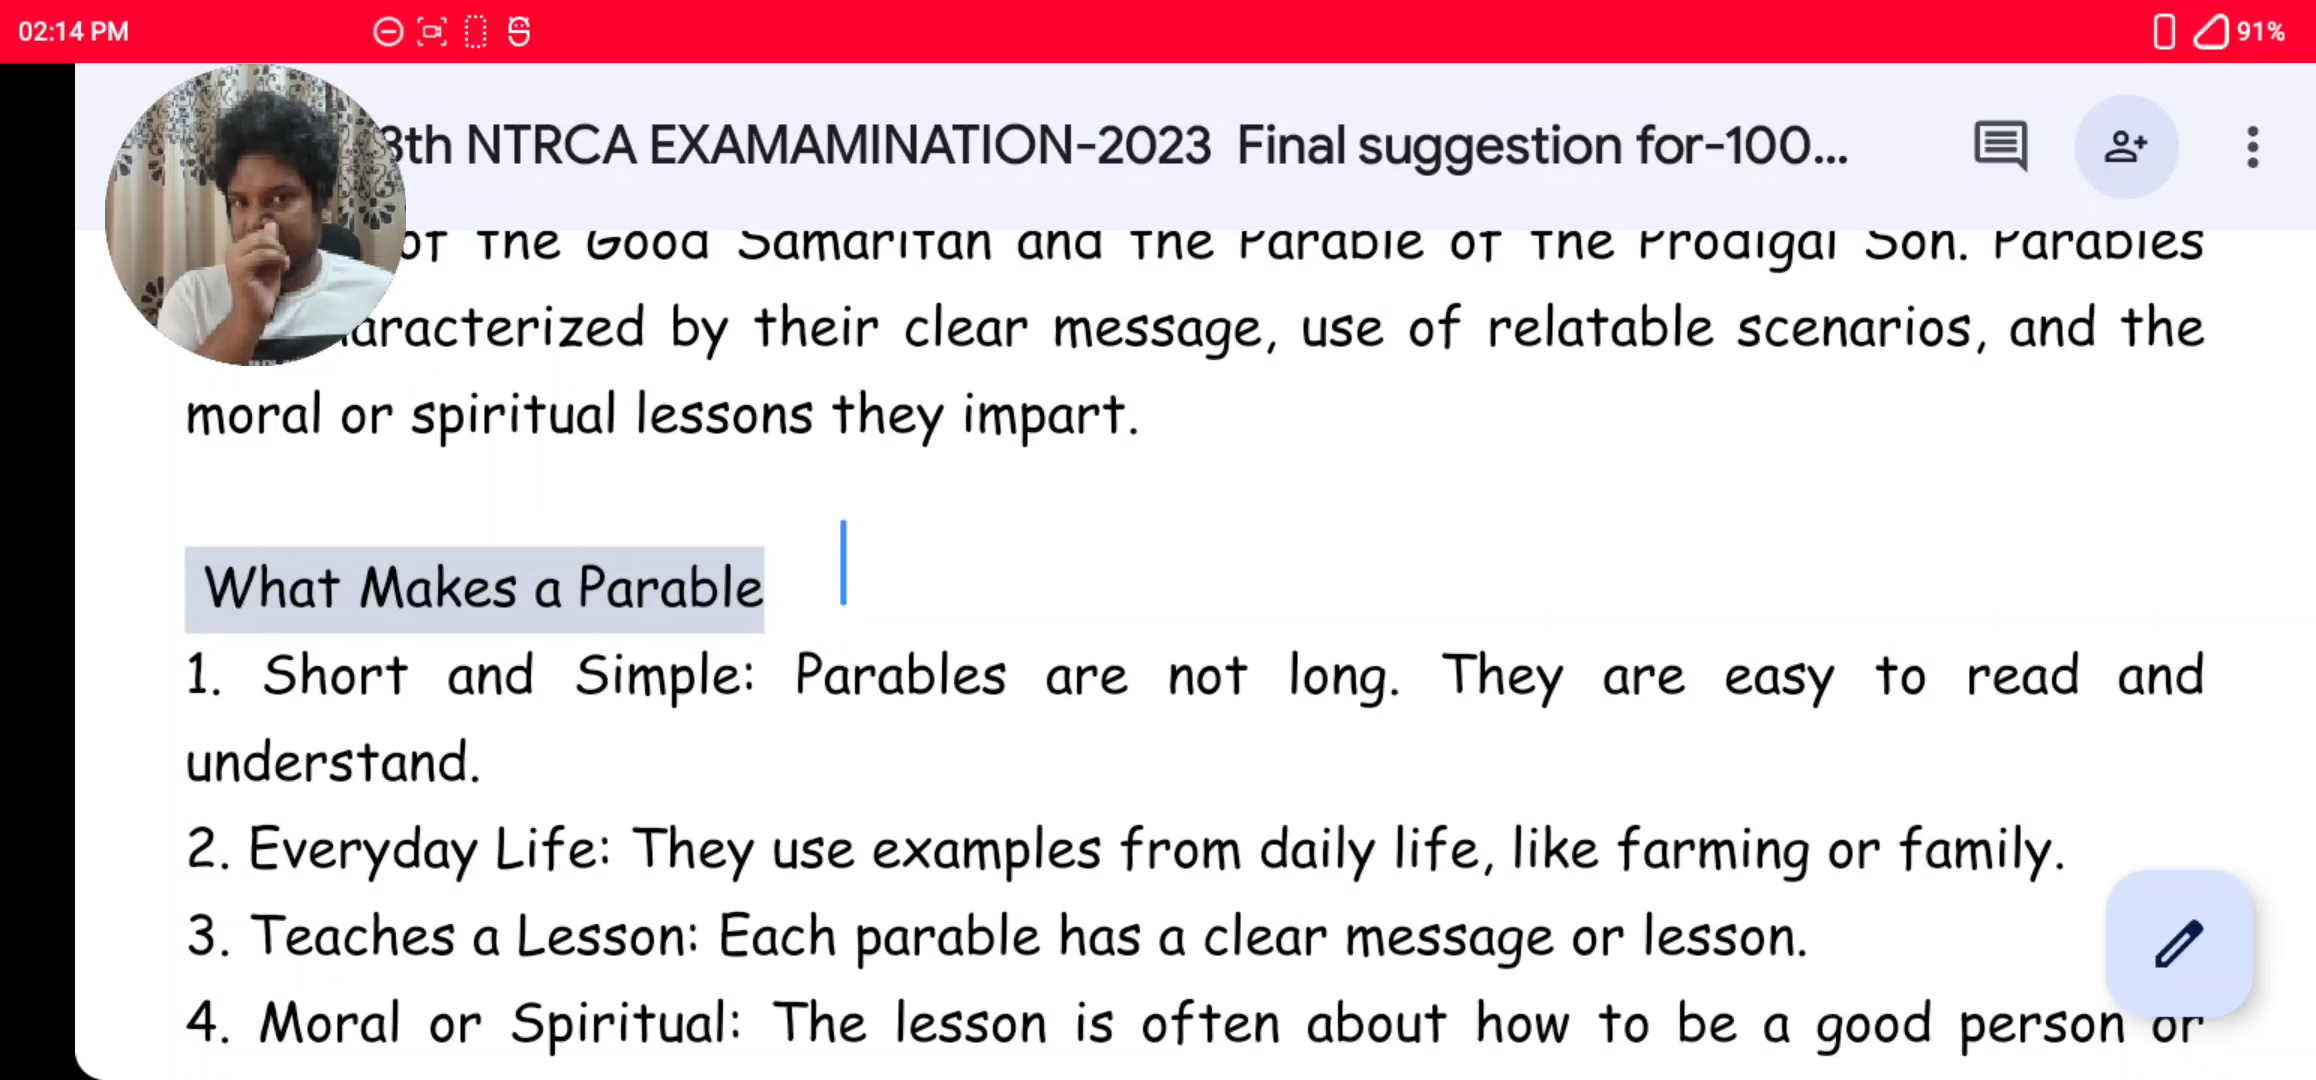 02:14 PM
91%
8th NTRCA EXAMAMINATION-2023 Final suggestion for-100...
of the Good Samaritan and the Parable of the Prodigal Son. Parables
aracterized by their clear message, use of relatable scenarios, and the
moral or spiritual lessons they impart.
What Makes a Parable
1. Short and Simple: Parables are not long. They are easy to read and
understand.
2. Everyday Life: They use examples from daily life, like farming or family.
3. Teaches a Lesson: Each parable has a clear message or lesson.
4. Moral or Spiritual: The lesson is often about how to be a good person or